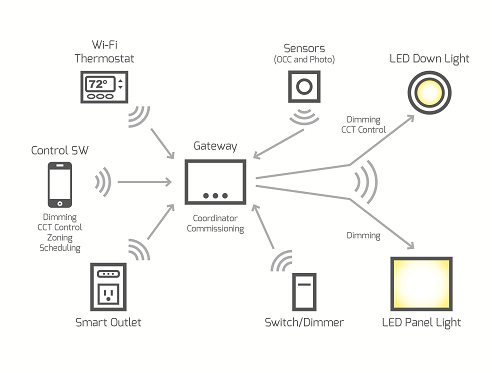 Wi-Fi
Thermostat
72°
Sensors
(OCC and Photo)
LED Down Light
Dimming
CCT Control
Control SW
Dimming
CCT Control
Zoning
Scheduling
Gateway
Coordinator
Commissioning
Dimming
Smart Outlet
Switch/Dimmer
LED Panel Light